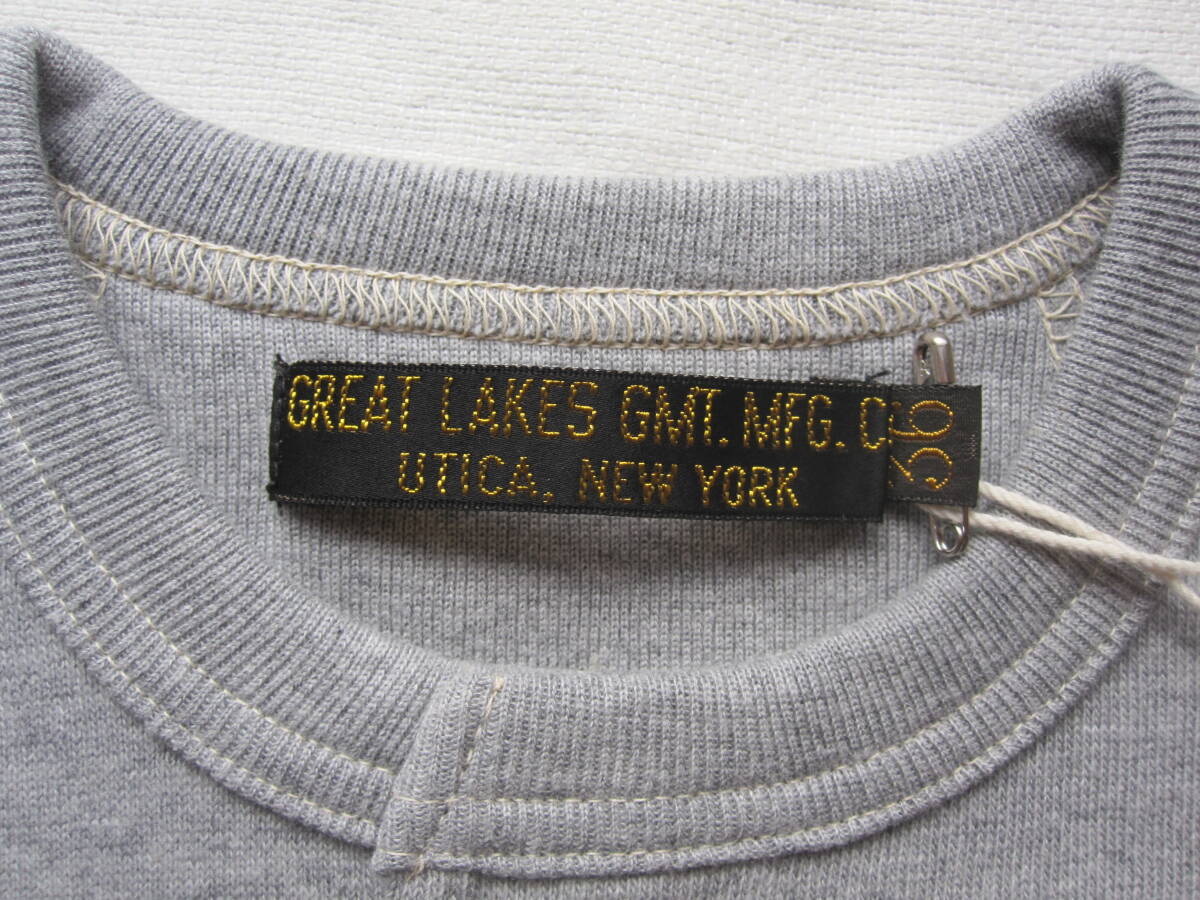 GREAT LAKES GMT. MFG. C
UTICA, NEW YORK
36